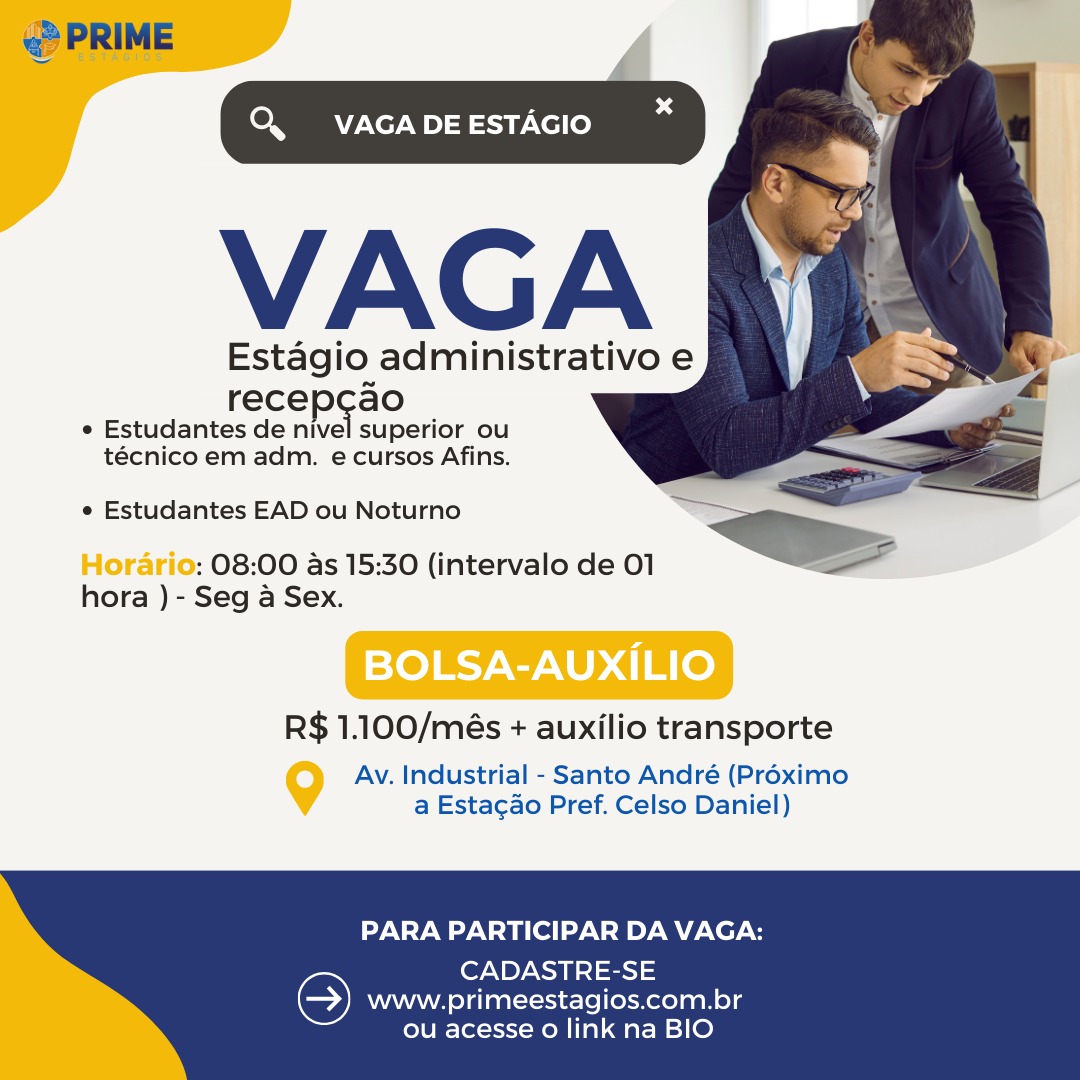 PRIME
ESTÁGIOS
VAGA DE ESTÁGIO
VAGA
Estágio administrativo e
recepção
• Estudantes de nível superior ou
técnico em adm. e cursos Afins.
• Estudantes EAD ou Noturno
Horário: 08:00 às 15:30 (intervalo de 01
hora ) - Seg à Sex.
BOLSA-AUXÍLIO
R$ 1.100/mês + auxílio transporte
Av. Industrial - Santo André (Próximo
a Estação Pref. Celso Daniel)
PARA PARTICIPAR DA VAGA:
CADASTRE-SE
www.primeestagios.com.br
ou acesse o link na BIO